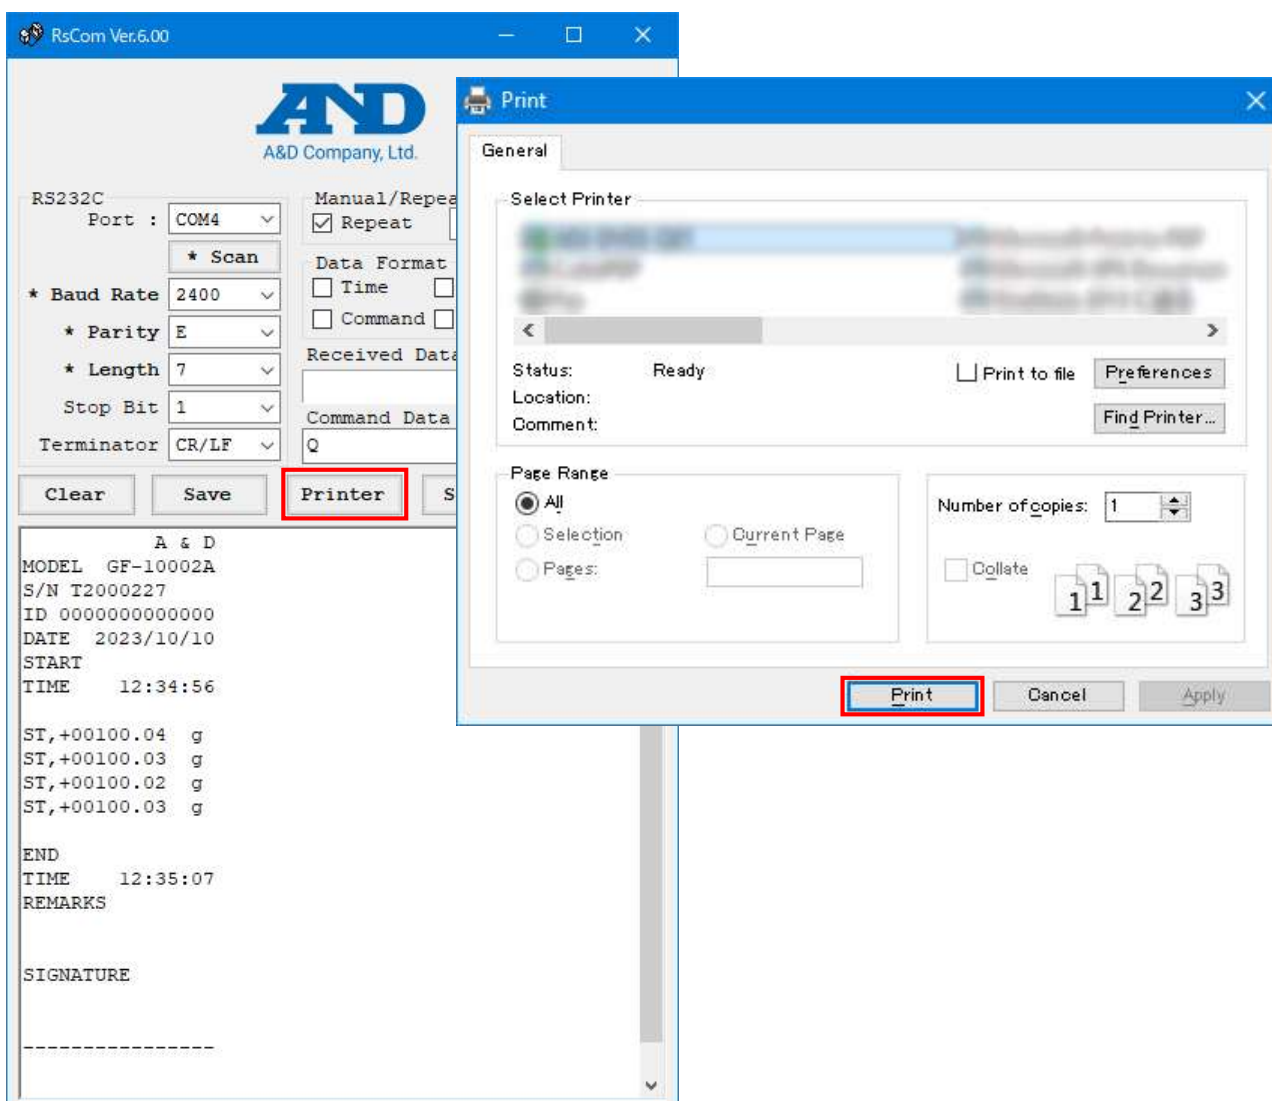 RsCom Ver.6.00
AND
A&D Company, Ltd.
RS232C
Port : COM4
* Scan
* Baud Rate 2400
* Parity E
* Length 7
Stop Bit 1
Terminator CR/LF
Manual/Repea
Repeat
Data Format
Time
Command
Received Data
Command Data
Q
Clear Save Printer S
A & D
MODEL GF-10002A
S/N T2000227
ID 0000000000000
DATE 2023/10/10
START
TIME 12:34:56
ST,+00100.04 g
ST,+00100.03 g
ST,+00100.02 g
ST,+00100.03 g
END
TIME 12:35:07
REMARKS
SIGNATURE
----------------
Print
General
Select Printer
Status: Ready
Location:
Comment:
Print to file
Preferences
Find Printer...
Page Range
All
Selection Current Page
Pages:
Number of copies: 1
Collate
1 1 2 2 3 3
Print Cancel Apply